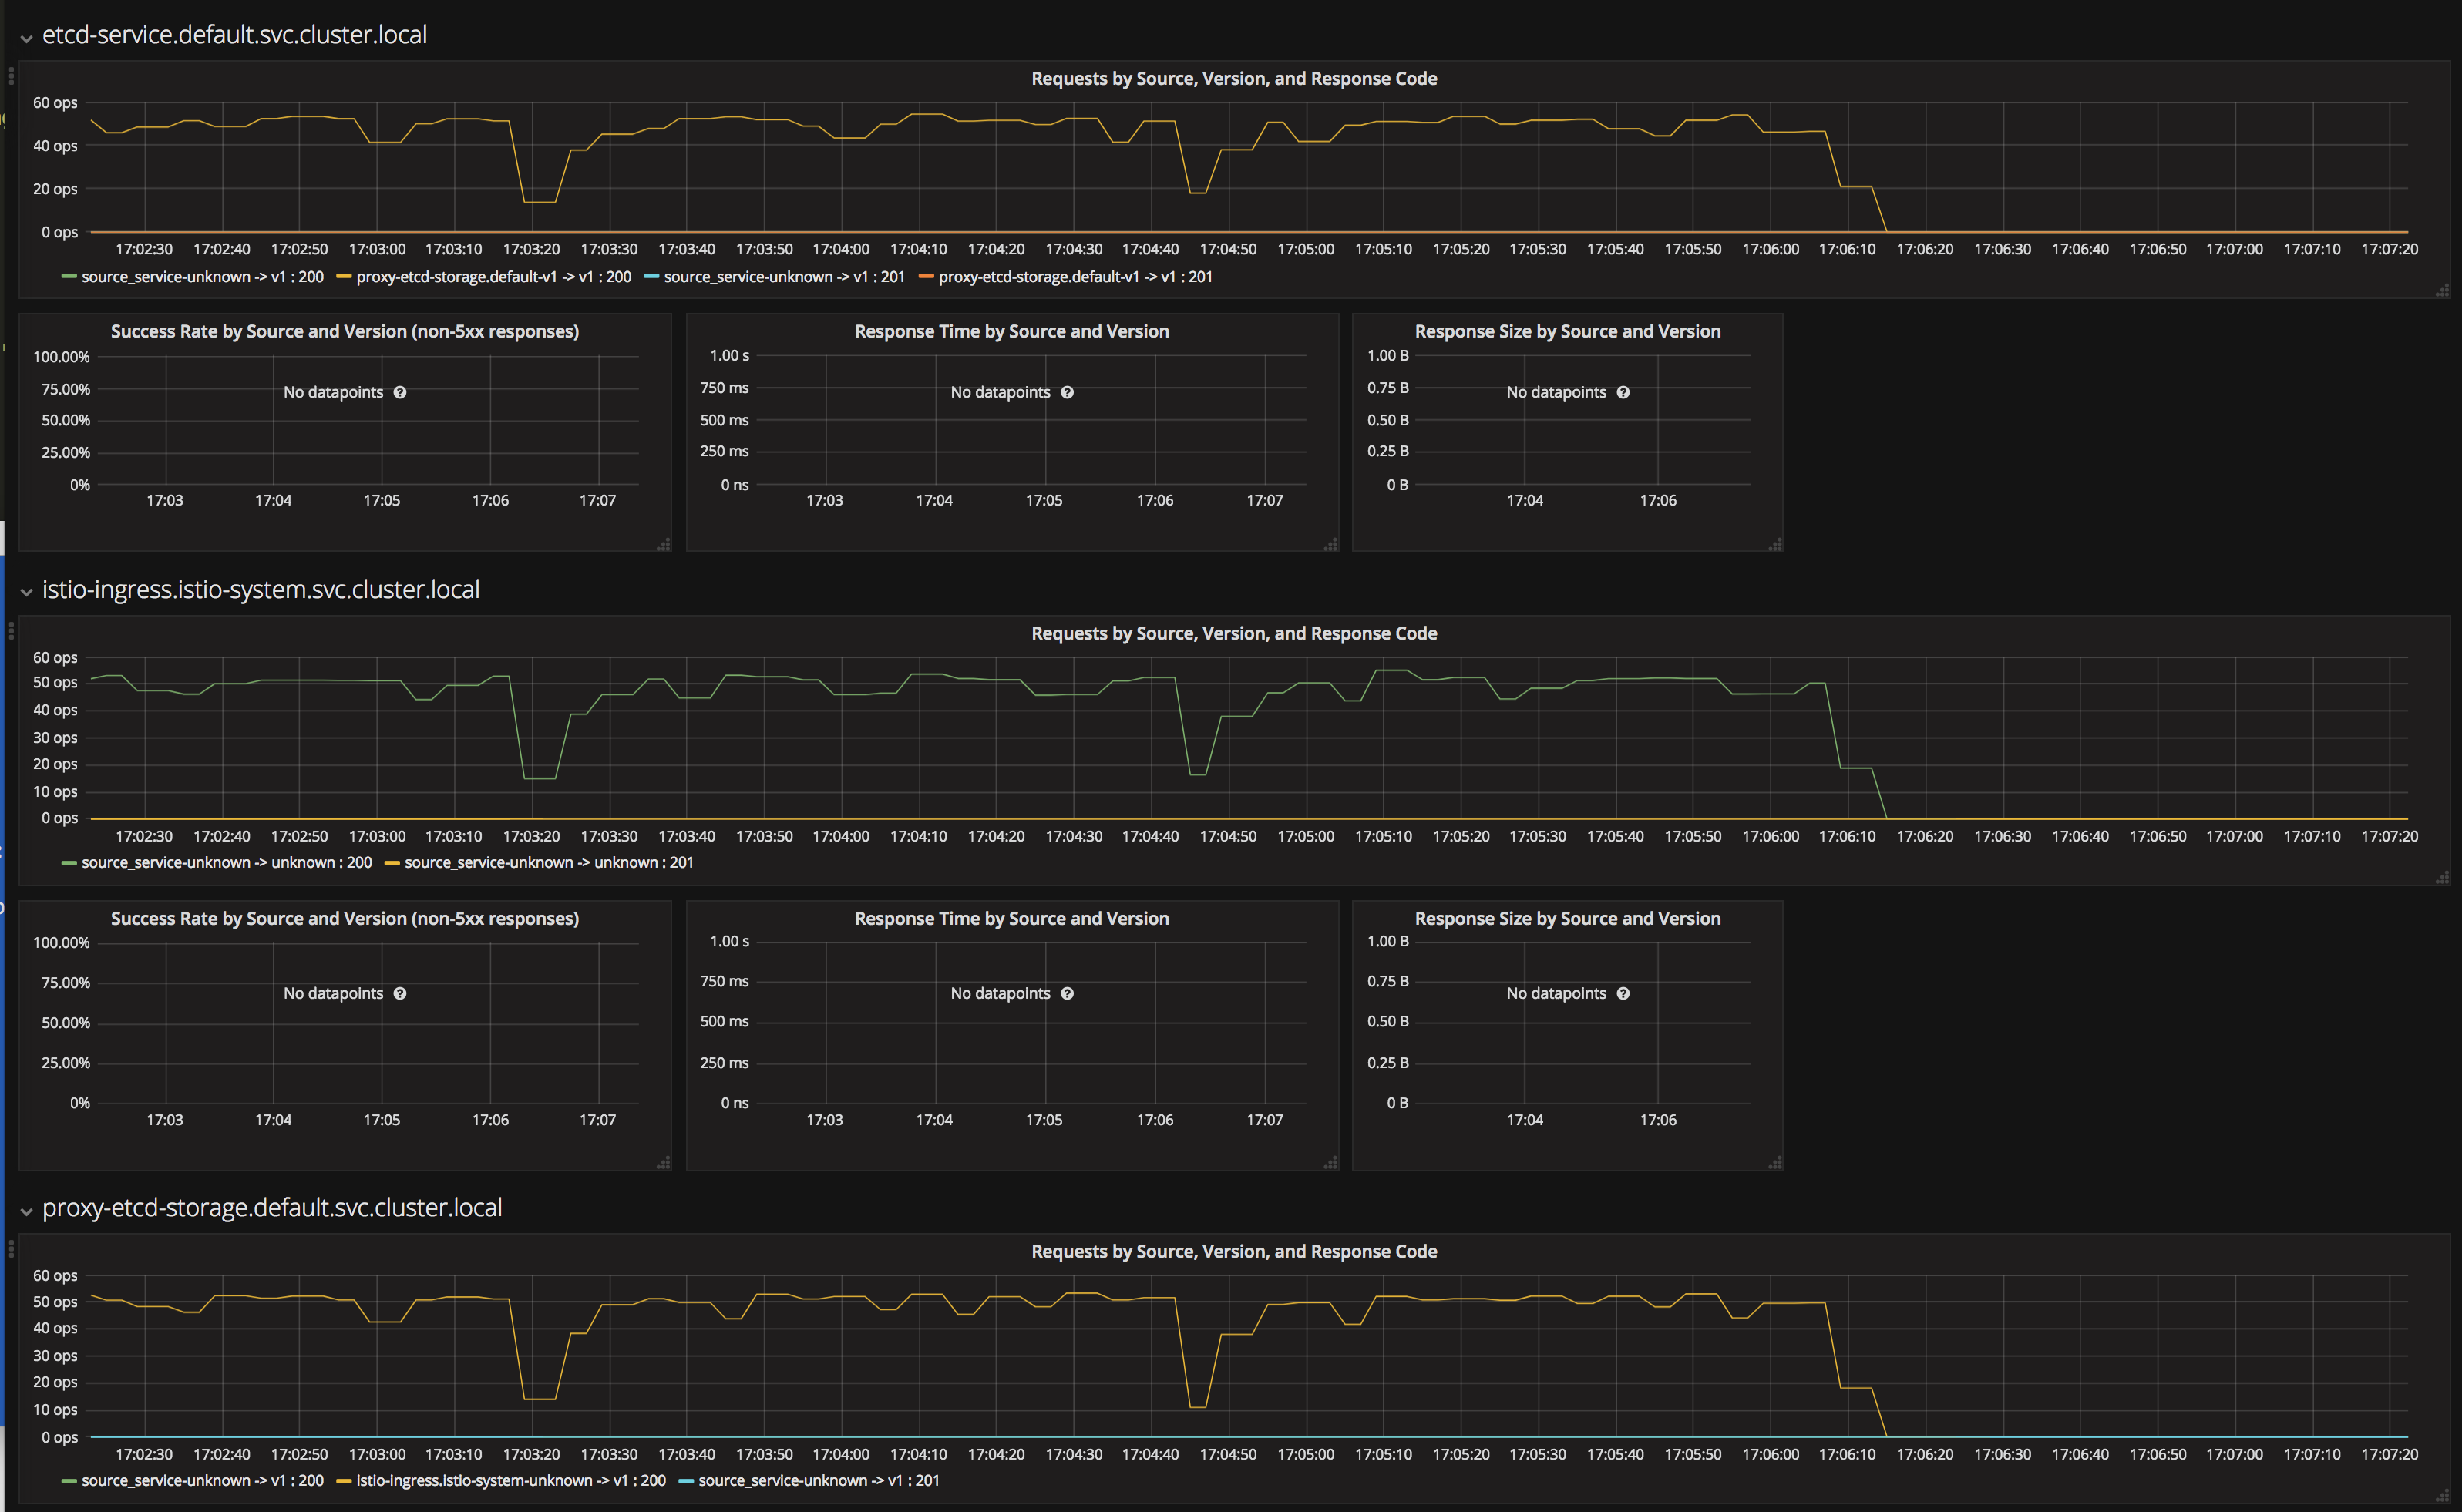 etcd-service.default.svc.cluster.local
Requests by Source, Version, and Response Code
60 ops
40 ops
20 ops
0 ops
17:02:30 17:02:40 17:02:50 17:03:00 17:03:10 17:03:20 17:03:30 17:03:40 17:03:50 17:04:00 17:04:10 17:04:20 17:04:30 17:04:40 17:04:50 17:05:00 17:05:10 17:05:20 17:05:30 17:05:40 17:05:50 17:06:00 17:06:10 17:06:20 17:06:30 17:06:40 17:06:50 17:07:00 17:07:10 17:07:20
source_service-unknown -> v1 : 200 proxy-etcd-storage.default-v1 -> v1 : 200 source_service-unknown -> v1 : 201 proxy-etcd-storage.default-v1 -> v1 : 201
Success Rate by Source and Version (non-5xx responses)
100.00%
75.00%
No datapoints
50.00%
25.00%
0%
17:03 17:04 17:05 17:06 17:07
Response Time by Source and Version
1.00 s
750 ms
No datapoints
500 ms
250 ms
0 ns
17:03 17:04 17:05 17:06 17:07
Response Size by Source and Version
1.00 B
0.75 B
No datapoints
0.50 B
0.25 B
0 B
17:04 17:06
istio-ingress.istio-system.svc.cluster.local
Requests by Source, Version, and Response Code
60 ops
50 ops
40 ops
30 ops
20 ops
10 ops
0 ops
17:02:30 17:02:40 17:02:50 17:03:00 17:03:10 17:03:20 17:03:30 17:03:40 17:03:50 17:04:00 17:04:10 17:04:20 17:04:30 17:04:40 17:04:50 17:05:00 17:05:10 17:05:20 17:05:30 17:05:40 17:05:50 17:06:00 17:06:10 17:06:20 17:06:30 17:06:40 17:06:50 17:07:00 17:07:10 17:07:20
source_service-unknown -> unknown : 200 source_service-unknown -> unknown : 201
Success Rate by Source and Version (non-5xx responses)
100.00%
75.00%
No datapoints
50.00%
25.00%
0%
17:03 17:04 17:05 17:06 17:07
Response Time by Source and Version
1.00 s
750 ms
No datapoints
500 ms
250 ms
0 ns
17:03 17:04 17:05 17:06 17:07
Response Size by Source and Version
1.00 B
0.75 B
No datapoints
0.50 B
0.25 B
0 B
17:04 17:06
proxy-etcd-storage.default.svc.cluster.local
Requests by Source, Version, and Response Code
60 ops
50 ops
40 ops
30 ops
20 ops
10 ops
0 ops
17:02:30 17:02:40 17:02:50 17:03:00 17:03:10 17:03:20 17:03:30 17:03:40 17:03:50 17:04:00 17:04:10 17:04:20 17:04:30 17:04:40 17:04:50 17:05:00 17:05:10 17:05:20 17:05:30 17:05:40 17:05:50 17:06:00 17:06:10 17:06:20 17:06:30 17:06:40 17:06:50 17:07:00 17:07:10 17:07:20
source_service-unknown -> v1 : 200 istio-ingress.istio-system-unknown -> v1 : 200 source_service-unknown -> v1 : 201